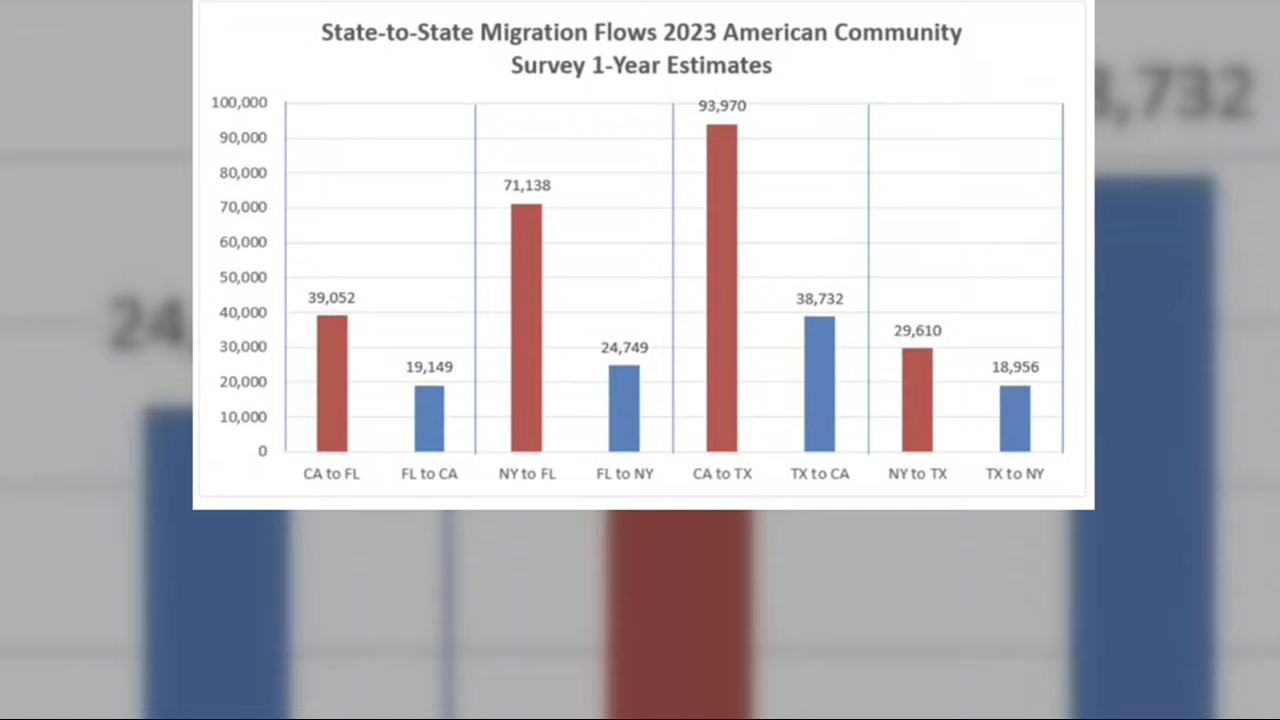 State-to-State Migration Flows 2023 American Community
Survey 1-Year Estimates
100,000
90,000
80,000
70,000
60,000
50,000
40,000
30,000
20,000
10,000
0
39,052
19,149
71,138
24,749
93,970
38,732
29,610
18,956
CA to FL
FL to CA
NY to FL
FL to NY
CA to TX
TX to CA
NY to TX
TX to NY
24,
,732